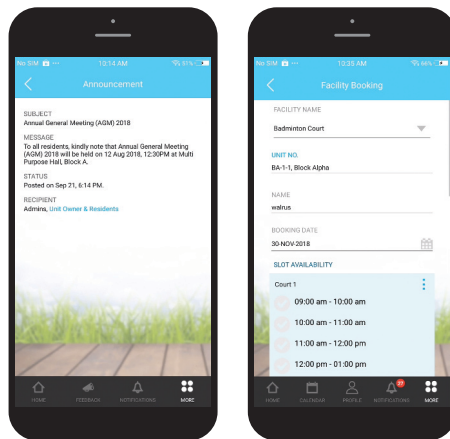 No SIM
10:14 AM
91%
Announcement
SUBJECT
Annual General Meeting (AGM) 2018
MESSAGE
To all residents, kindly note that Annual General Meeting
(AGM) 2018 will be held on 12 Aug 2018, 12:30PM at Multi
Purpose Hall, Block A.
STATUS
Posted on Sep 21, 6:14 PM.
RECIPIENT
Admins, Unit Owner & Residents
HOME FEEDBACK NOTIFICATIONS MORE
No SIM
10:35 AM
66%
Facility Booking
FACILITY NAME
Badminton Court
UNIT NO.
BA-1-1, Block Alpha
NAME
walrus
BOOKING DATE
30-NOV-2018
SLOT AVAILABILITY
Court 1
09:00 am - 10:00 am
10:00 am - 11:00 am
11:00 am - 12:00 pm
12:00 pm - 01:00 pm
27
HOME CALENDAR PROFILE NOTIFICATIONS MORE